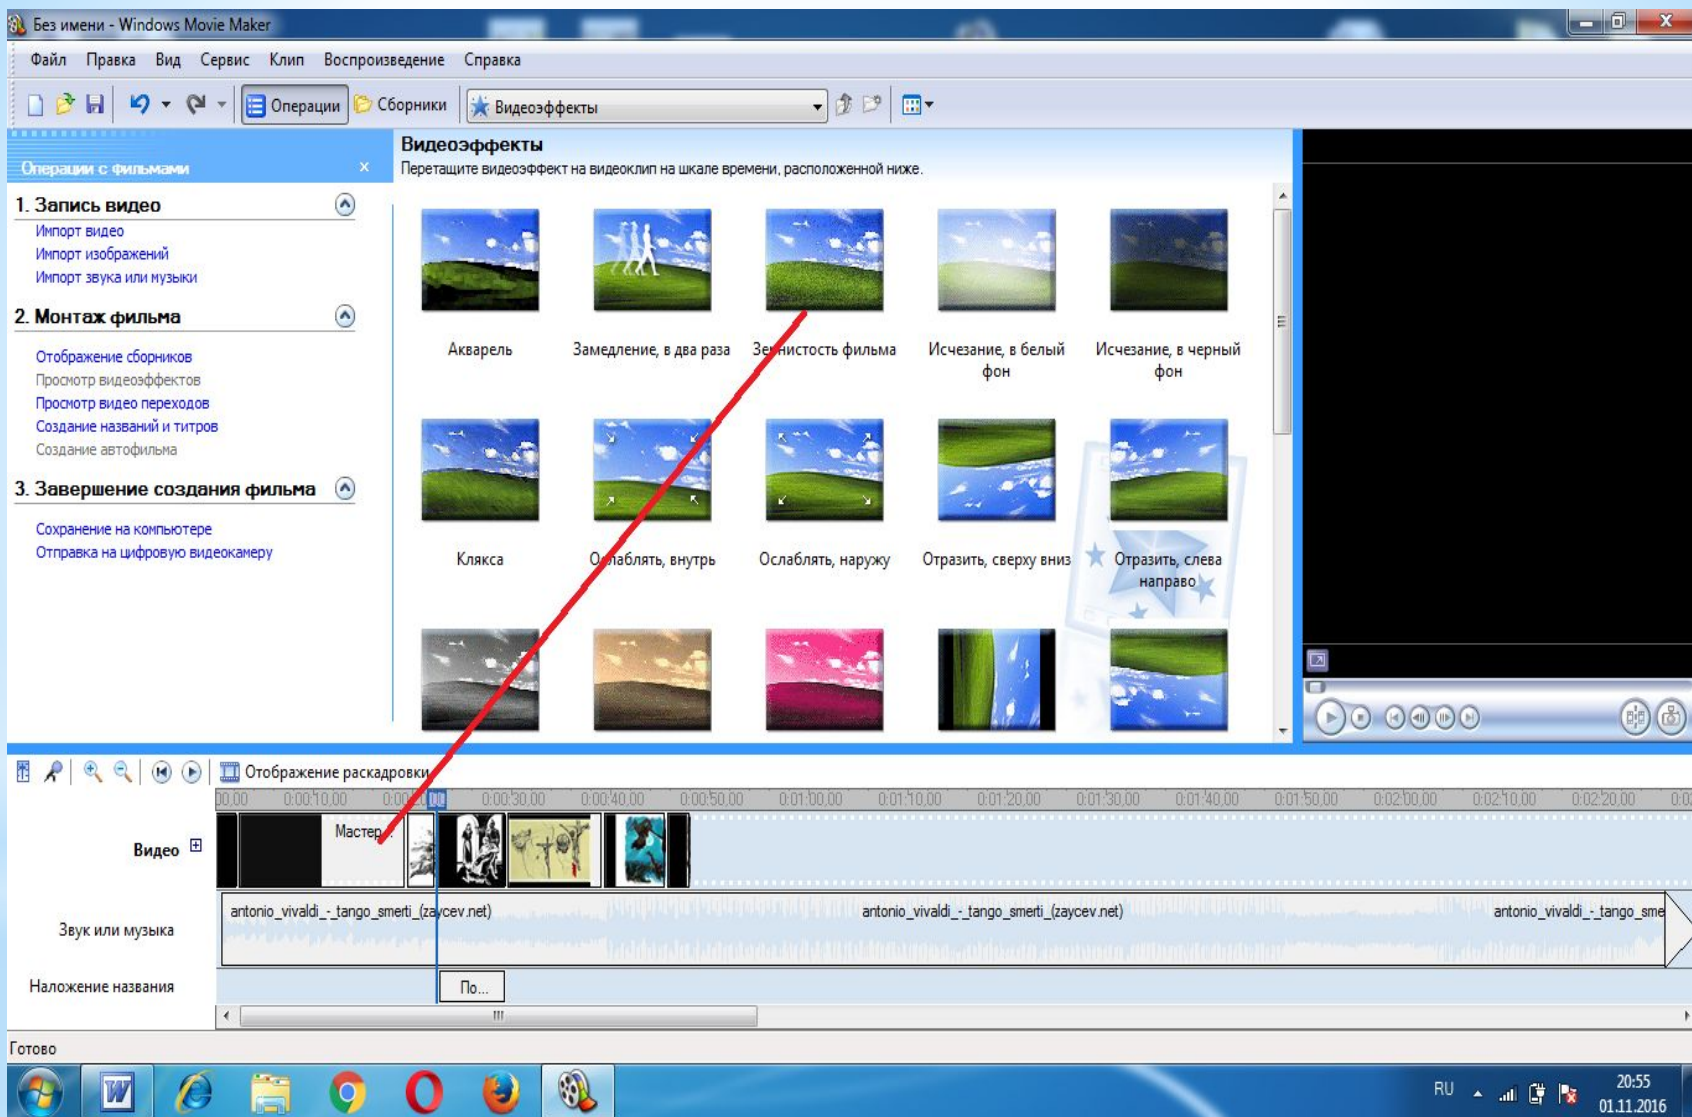 Без имени - Windows Movie Maker
Файл Правка Вид Сервис Клип Воспроизведение Справка
Операции Сборники Видеоэффекты
Операции с фильмами
1. Запись видео
Импорт видео
Импорт изображений
Импорт звука или музыки
2. Монтаж фильма
Отображение сборников
Просмотр видеоэффектов
Просмотр видео переходов
Создание названий и титров
Создание автофильма
3. Завершение создания фильма
Сохранение на компьютере
Отправка на цифровую видеокамеру
Видеоэффекты
Перетащите видеоэффект на видеоклип на шкале времени, расположенной ниже.
Акварель
Замедление, в два раза
Зернистость фильма
Исчезание, в белый
фон
Исчезание, в черный
фон
Клякса
Ослаблять, внутрь
Ослаблять, наружу
Отразить, сверху вниз
Отразить, слева
направо
Отображение раскадровки
00,00 0:00:10,00 0:00:30,00 0:00:40,00 0:00:50,00 0:01:00,00 0:01:10,00 0:01:20,00 0:01:30,00 0:01:40,00 0:01:50,00 0:02:00,00 0:02:10,00 0:02:20,00
Видео
Мастер...
Звук или музыка
antonio_vivaldi_-_tango_smerti_(zaycev.net) antonio_vivaldi_-_tango_smerti_(zaycev.net) antonio_vivaldi_-_tango_sme
Наложение названия
По...
Готово
RU
20:55
01.11.2016